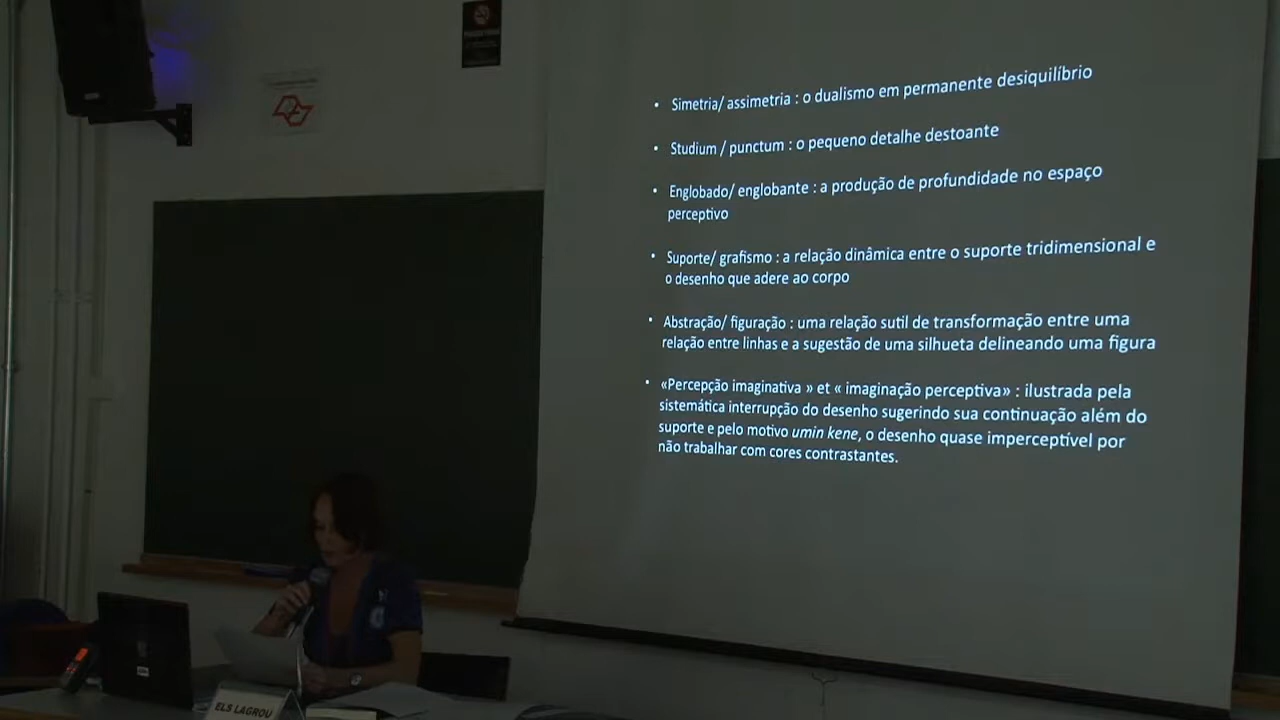 • Simetria/ assimetria : o dualismo em permanente desiquilíbrio
• Studium / punctum : o pequeno detalhe destoante
• Englobado/ englobante : a produção de profundidade no espaço
perceptivo
• Suporte/ grafismo : a relação dinâmica entre o suporte tridimensional e
o desenho que adere ao corpo
• Abstração/ figuração : uma relação sutil de transformação entre uma
relação entre linhas e a sugestão de uma silhueta delineando uma figura
• «Percepção imaginativa » et « imaginação perceptiva» : ilustrada pela
sistemática interrupção do desenho sugerindo sua continuação além do
suporte e pelo motivo umin kene, o desenho quase imperceptível por
não trabalhar com cores contrastantes.
ELS LAGROU